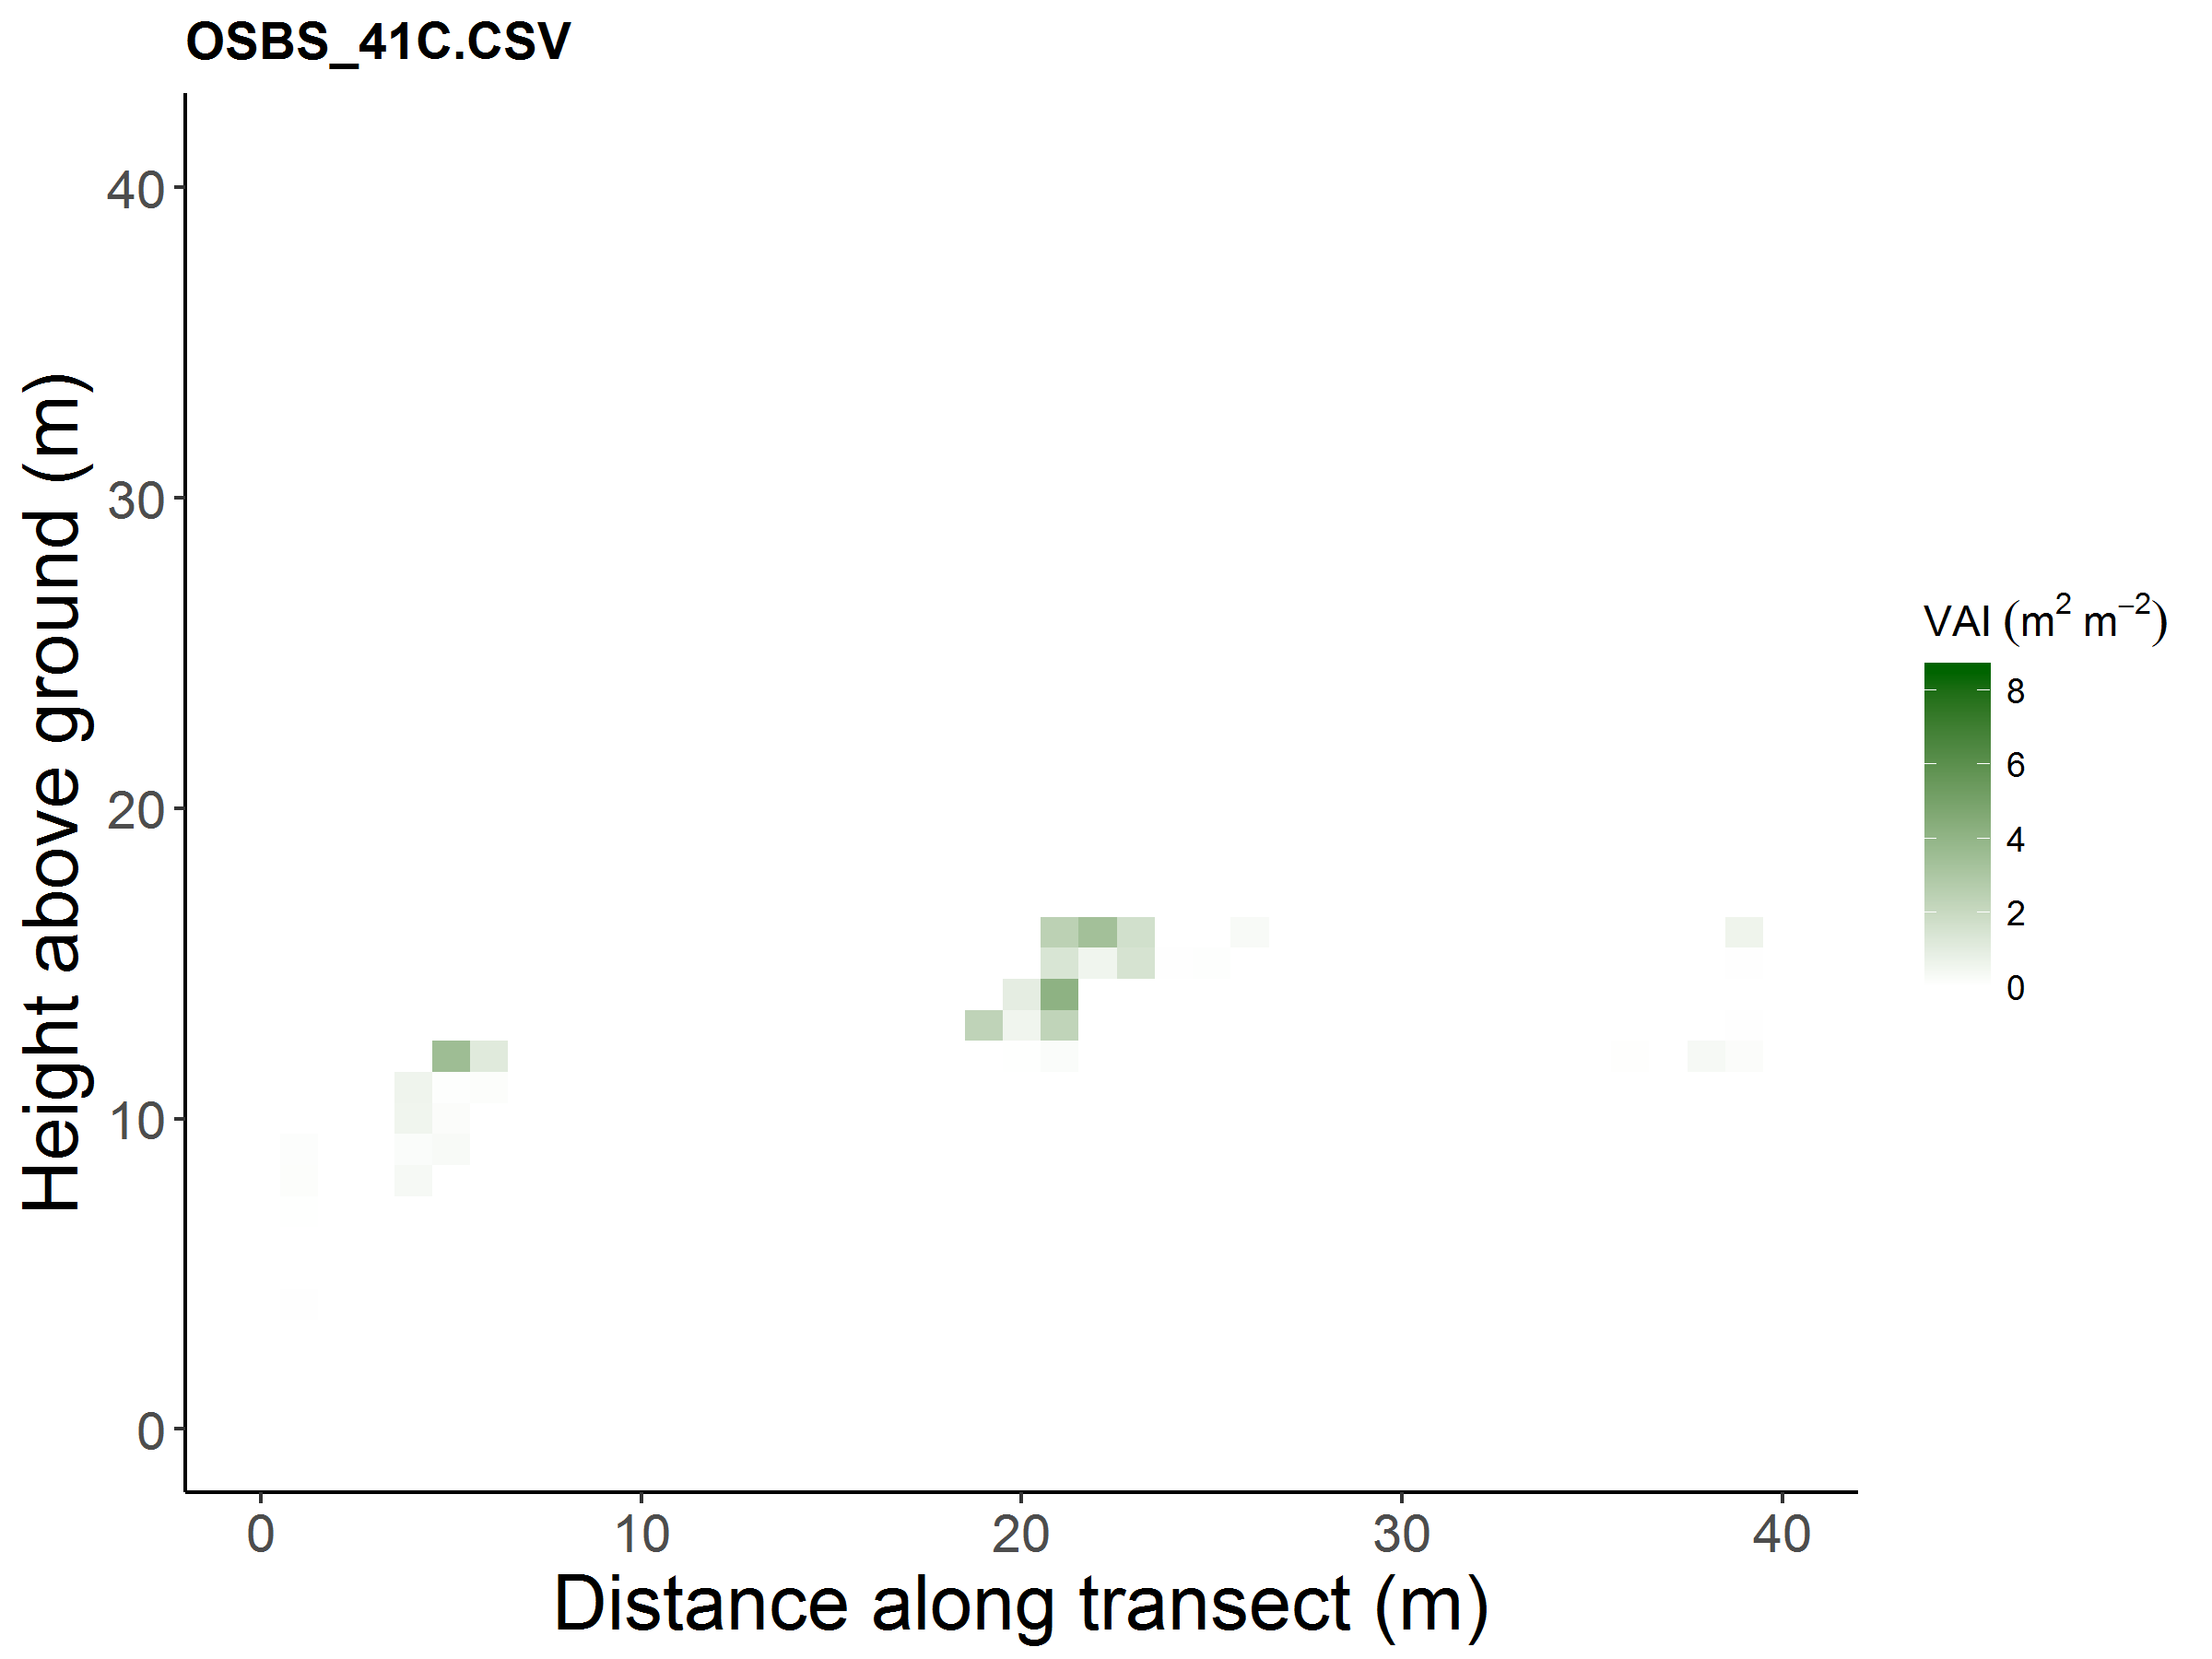 OSBS_41C.CSV
40
30
20
10
0
Height above ground (m)
0 10 20 30 40
Distance along transect (m)
VAI (m² m⁻²)
8
6
4
2
0